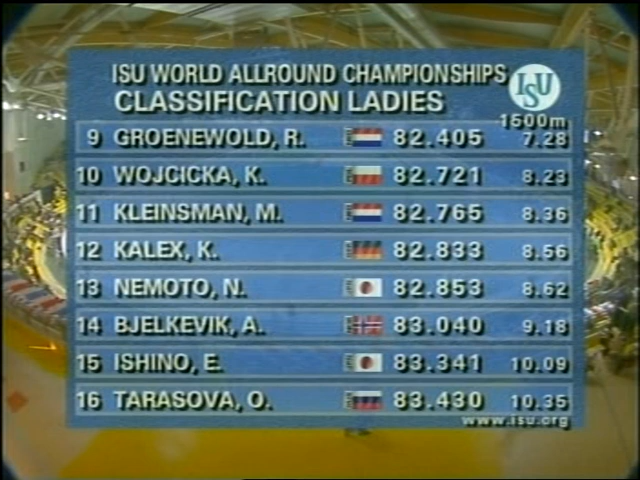 ISU WORLD ALLROUND CHAMPIONSHIPS
CLASSIFICATION LADIES
ISU
1500m
9 GROENEWOLD, R. 82.405 7.28
10 WOJCICKA, K. 82.721 8.23
11 KLEINSMAN, M. 82.765 8.36
12 KALEX, K. 82.833 8.56
13 NEMOTO, N. 82.853 8.62
14 BJELKEVIK, A. 83.040 9.18
15 ISHINO, E. 83.341 10.09
16 TARASOVA, O. 83.430 10.35
www.isu.org